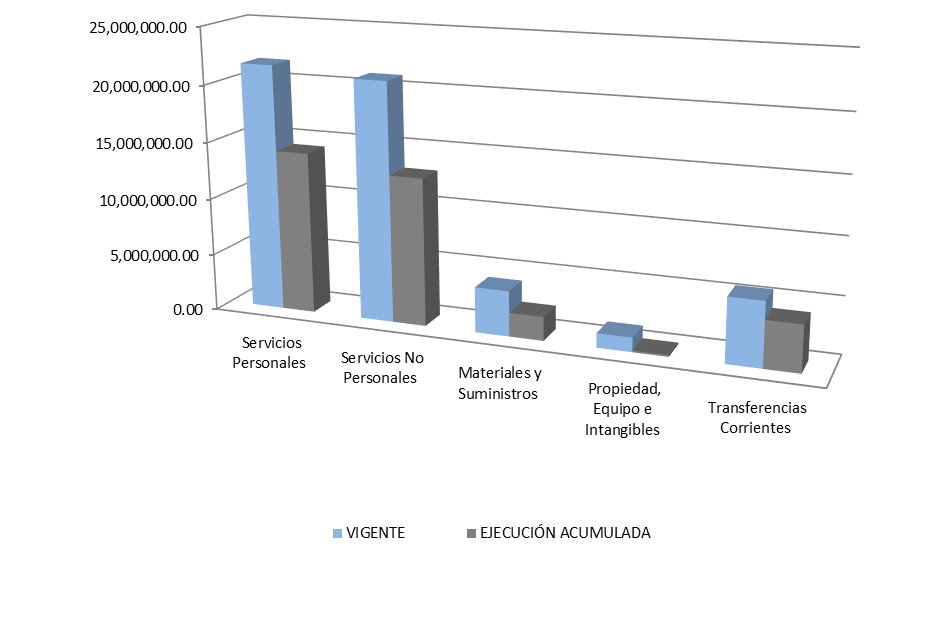 25,000,000.00
20,000,000.00
15,000,000.00
10,000,000.00
5,000,000.00
0.00
Servicios
Personales
Servicios No
Personales
Materiales y
Suministros
Propiedad,
Equipo e
Intangibles
Transferencias
Corrientes
VIGENTE
EJECUCIÓN ACUMULADA